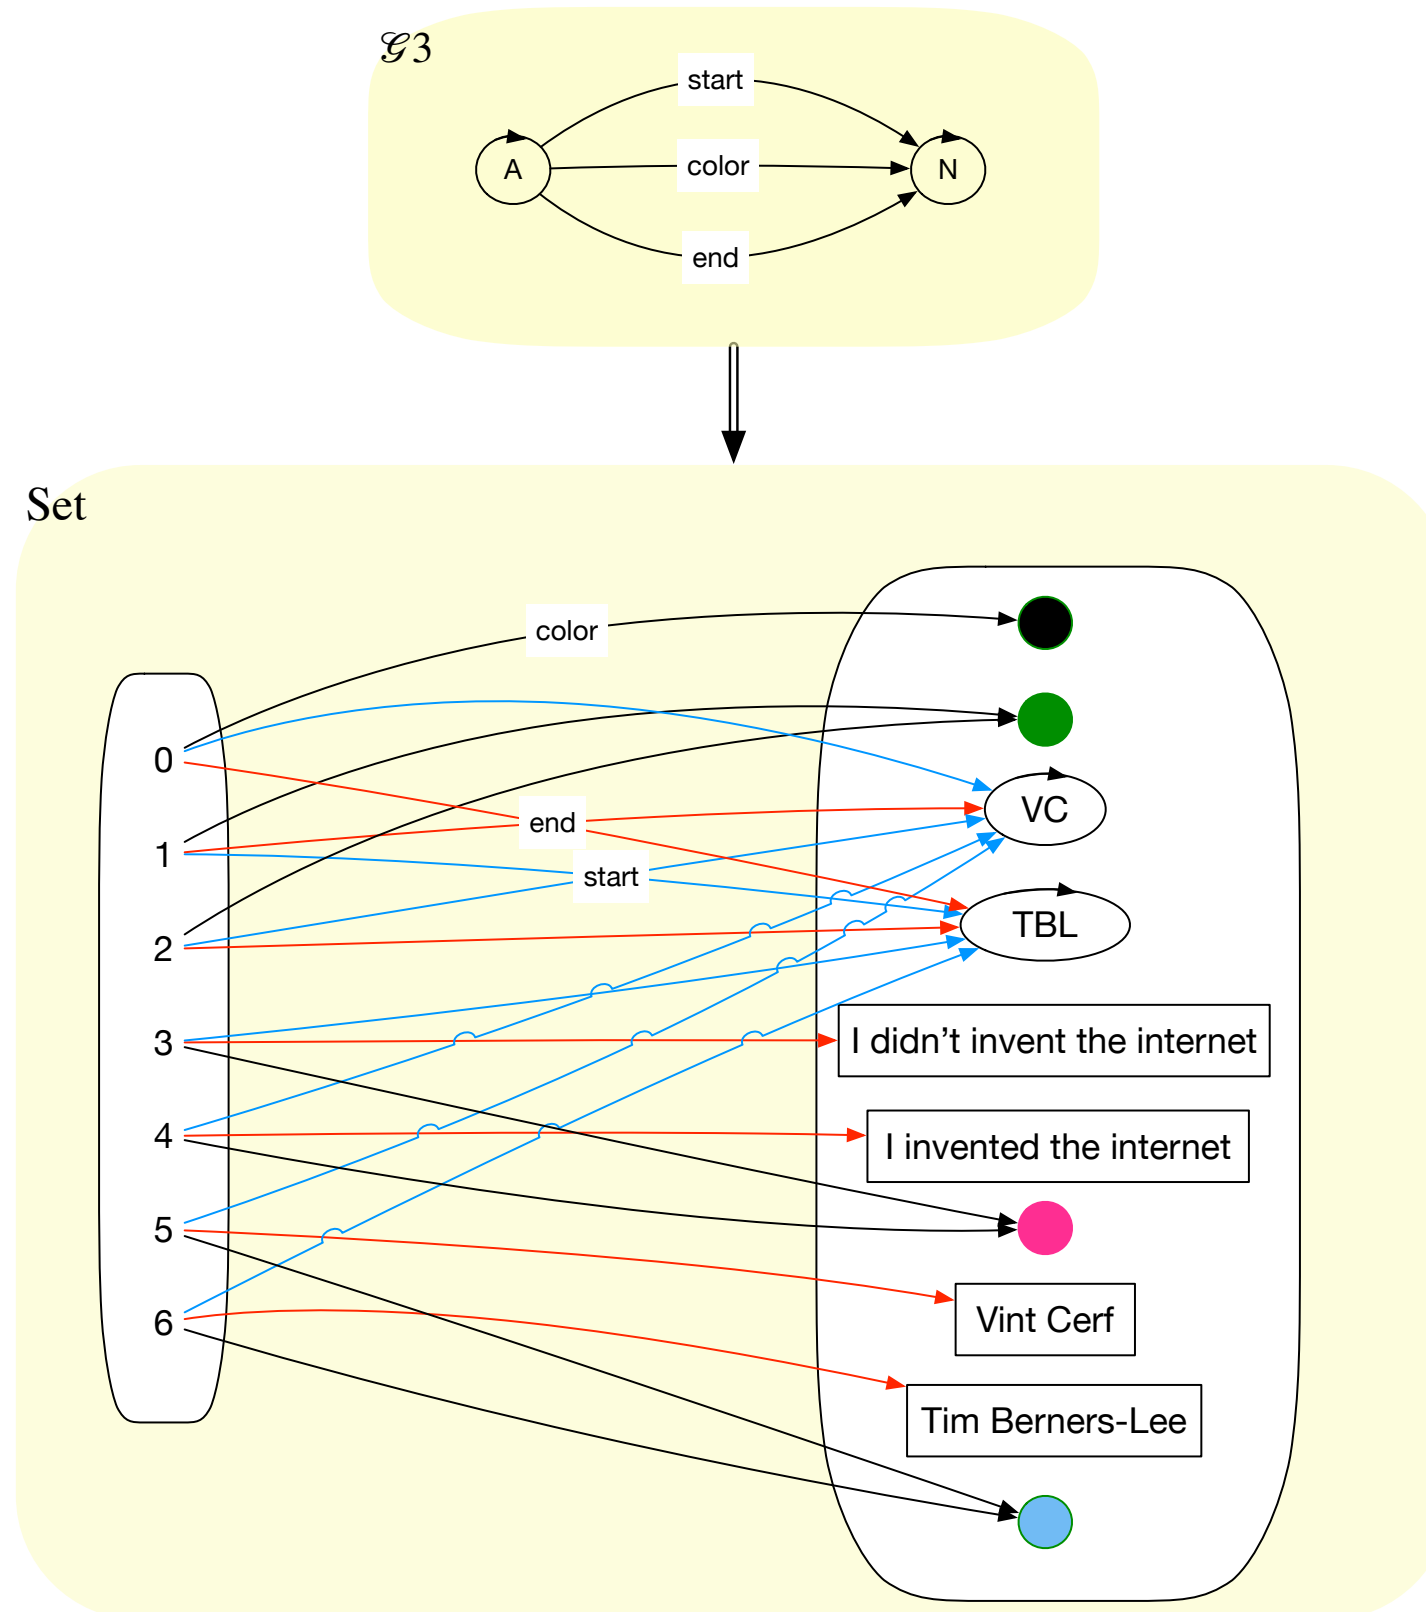 𝒢3
start
A
color
N
end
Set
color
0
VC
end
1
start
TBL
2
3
I didn’t invent the internet
4
I invented the internet
5
Vint Cerf
6
Tim Berners-Lee